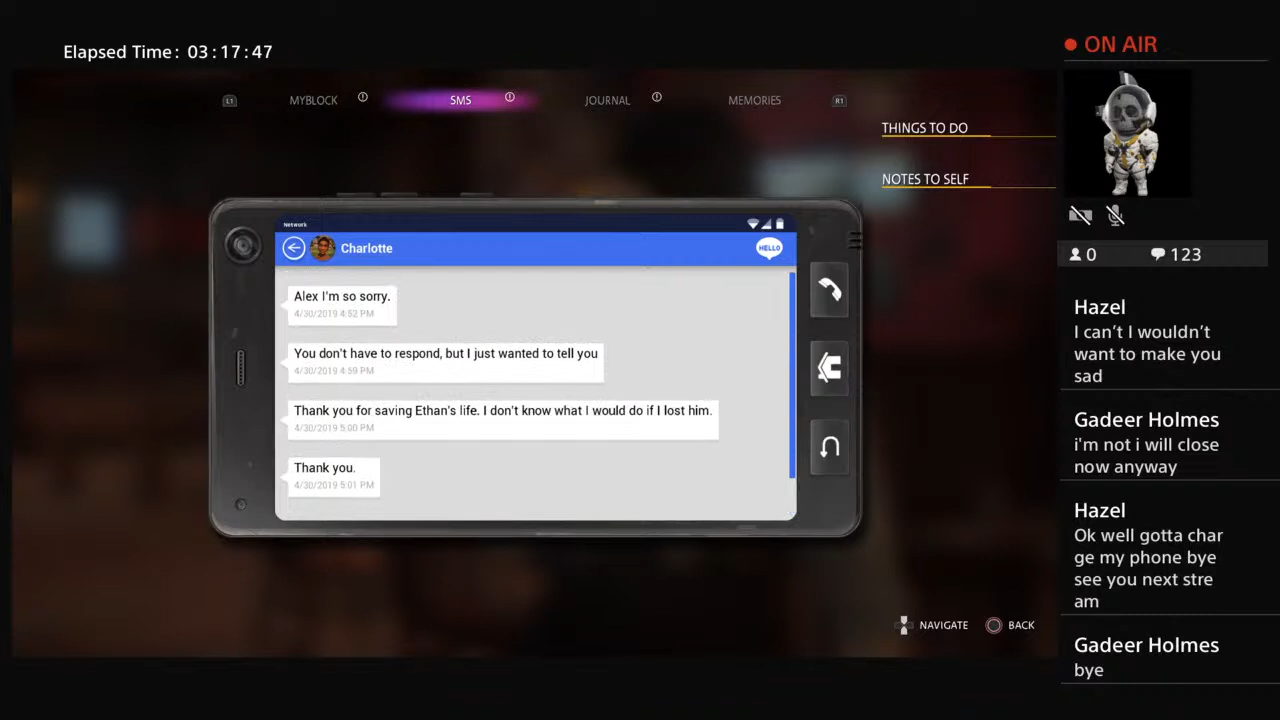 Elapsed Time: 03:17:47
ON AIR
L1
MYBLOCK
SMS
JOURNAL
MEMORIES
R1
THINGS TO DO
NOTES TO SELF
Network
Charlotte
HELLO
Alex I'm so sorry.
4/30/2019 4:52 PM
You don't have to respond, but I just wanted to tell you
4/30/2019 4:59 PM
Thank you for saving Ethan's life. I don't know what I would do if I lost him.
4/30/2019 5:00 PM
Thank you.
4/30/2019 5:01 PM
NAVIGATE
BACK
0
123
Hazel
I can't I wouldn't
want to make you
sad
Gadeer Holmes
i'm not i will close
now anyway
Hazel
Ok well gotta char
ge my phone bye
see you next stre
am
Gadeer Holmes
bye